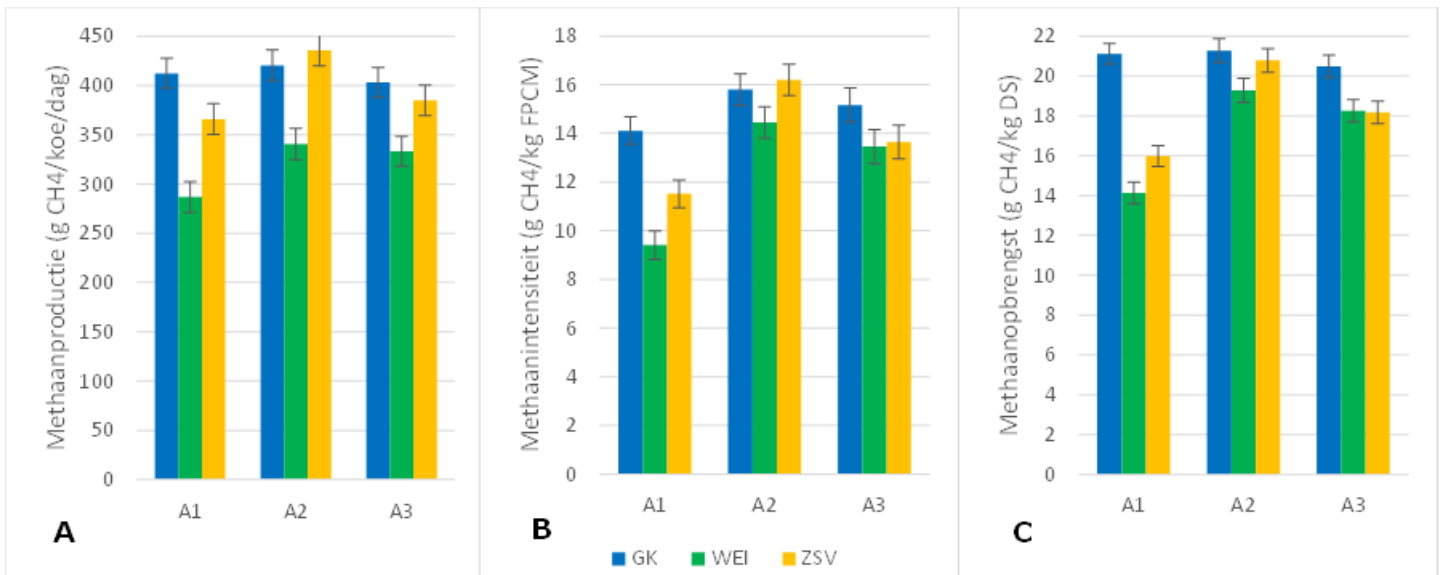 Methaanproductie (g CH4/koe/dag)
450
400
350
300
250
200
150
100
50
0
A1
A2
A3
A
Methaanintensiteit (g CH4/kg FPCM)
18
16
14
12
10
8
6
4
2
0
A1
A2
A3
B
GK
WEI
ZSV
Methaanopbrengst (g CH4/kg DS)
22
20
18
16
14
12
10
8
6
4
2
0
A1
A2
A3
C